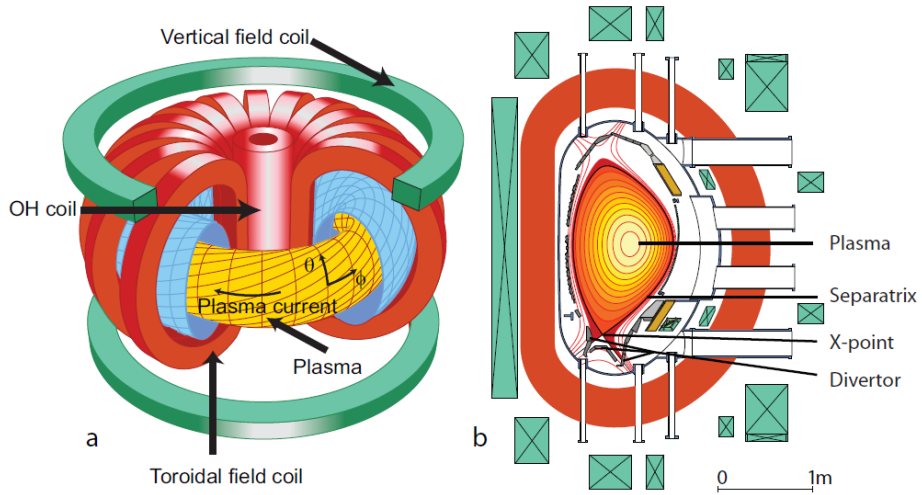 Vertical field coil
OH coil
θ
ϕ
Plasma current
Plasma
Toroidal field coil
a
b
Plasma
Separatrix
X-point
Divertor
0 1m